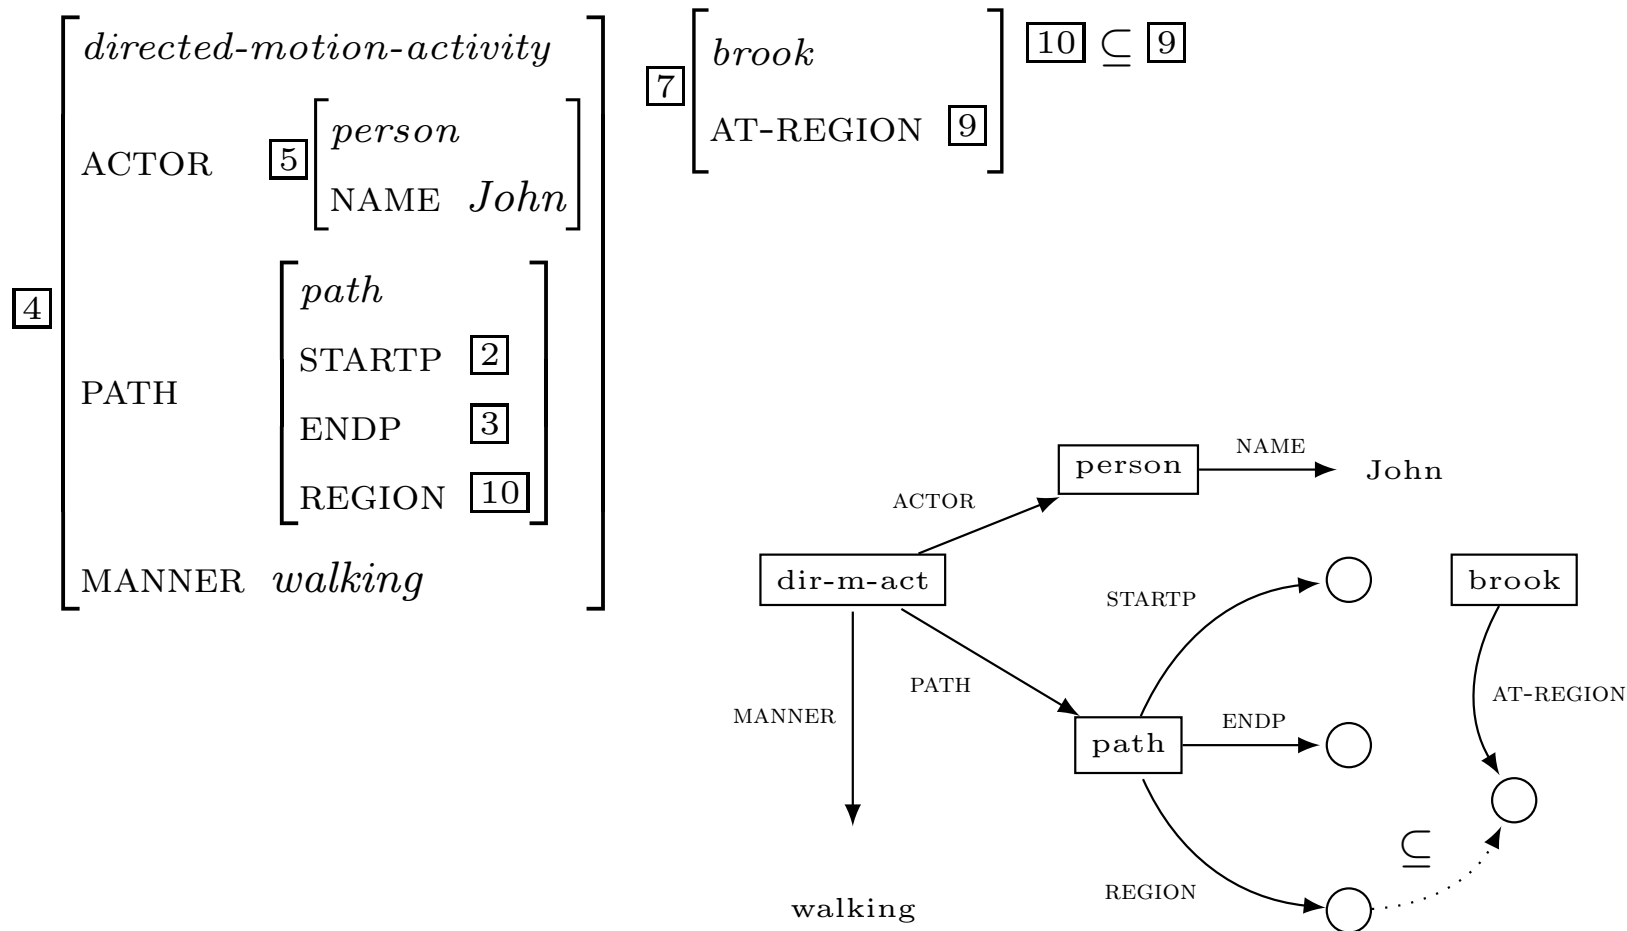 directed-motion-activity
ACTOR 5 person
NAME John
4
PATH path
STARTP 2
ENDP 3
REGION 10
MANNER walking
7 brook
AT-REGION 9
10 ⊆ 9
person NAME John
ACTOR
dir-m-act
STARTP
brook
MANNER
PATH
path
ENDP
AT-REGION
REGION
⊆
walking